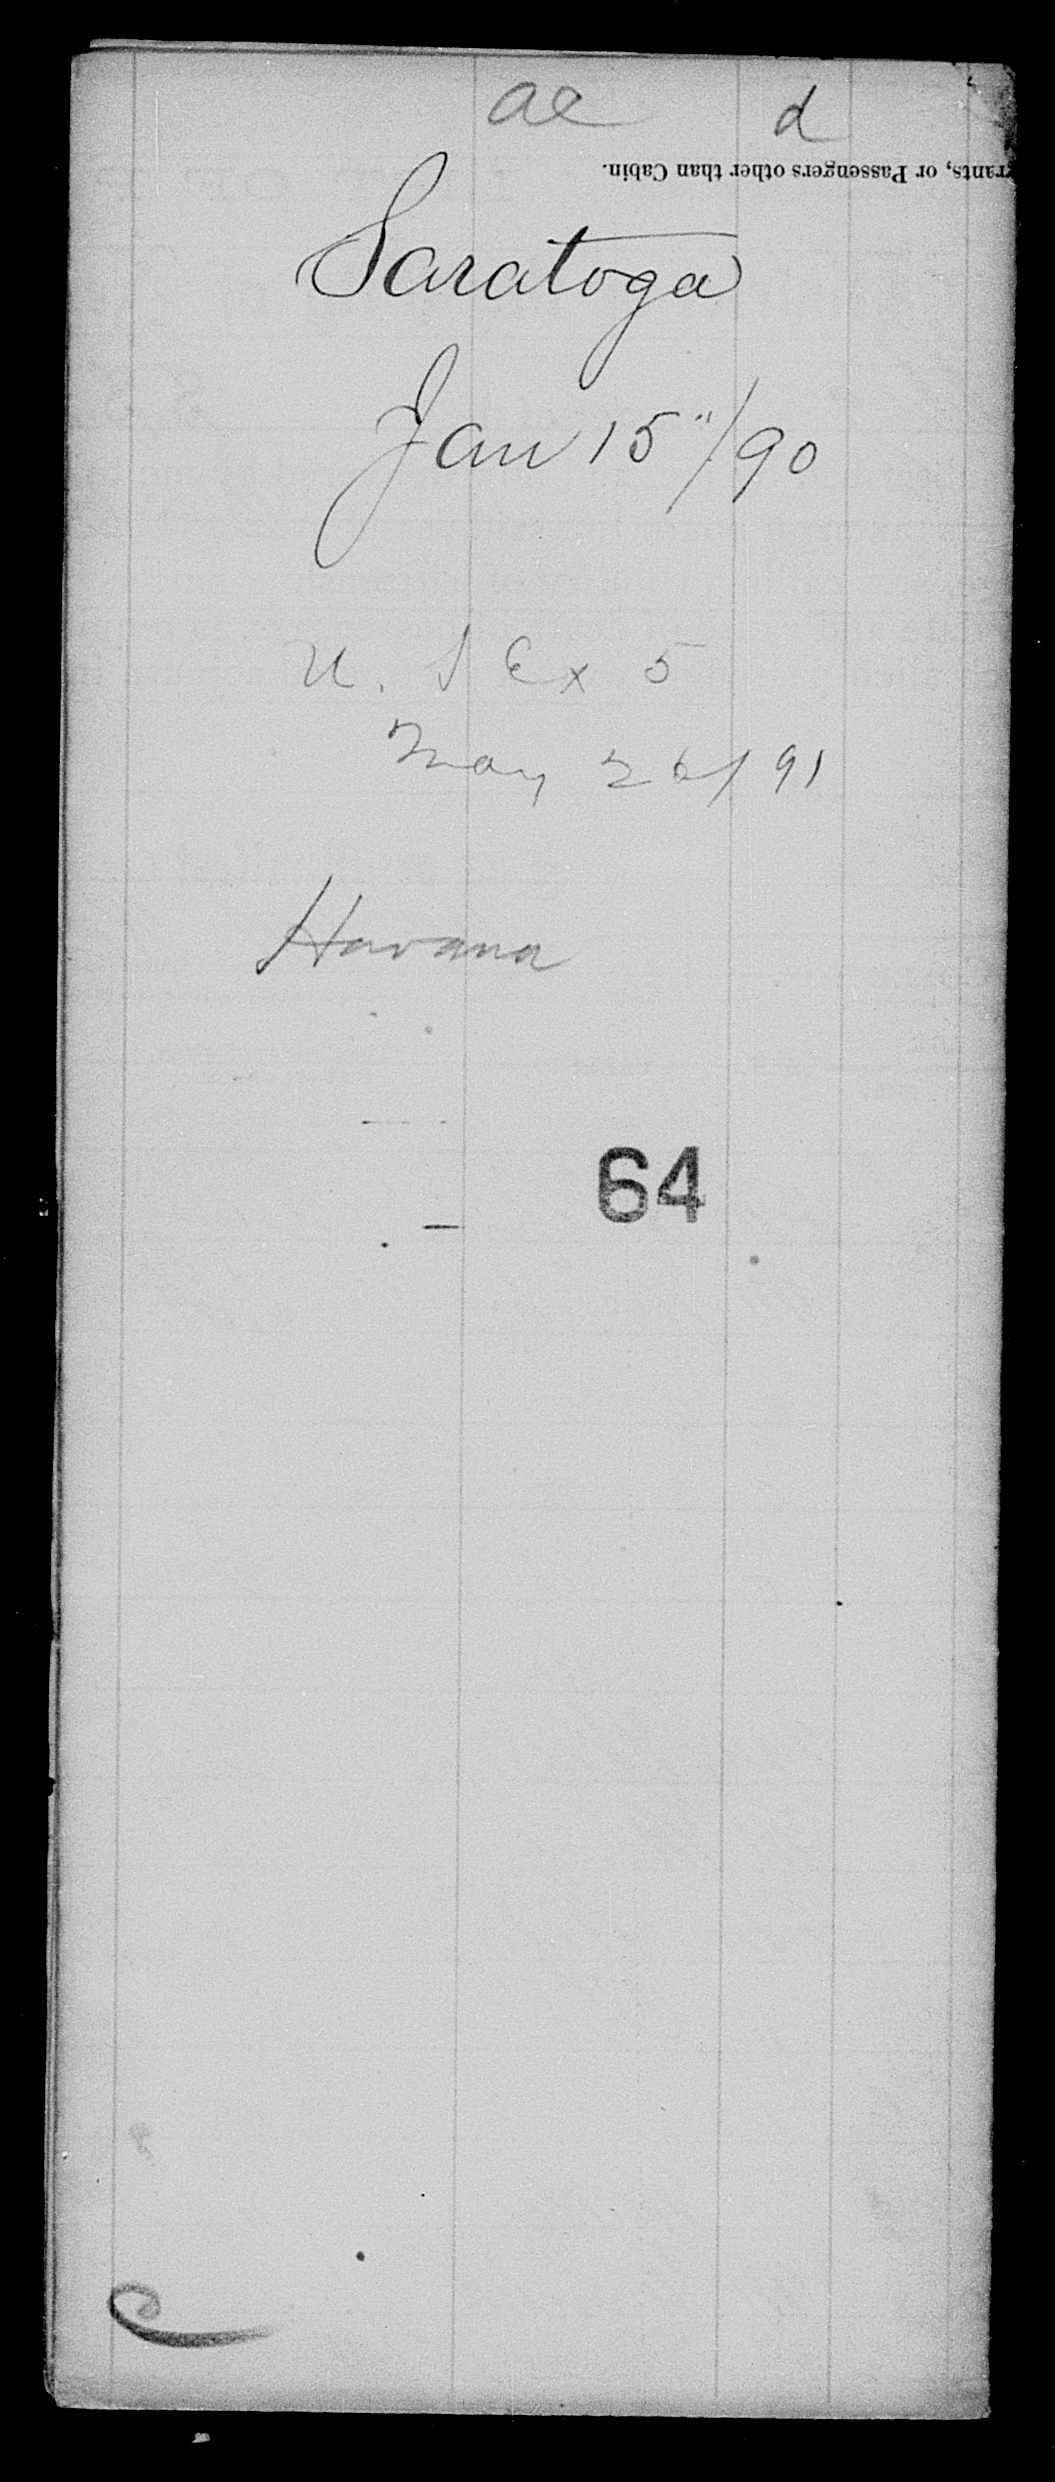 ae d
rants, or Passengers other than Cabin.
Saratoga
Jan 15"/90
U. S Ex 5
May 26/91
Havana
64